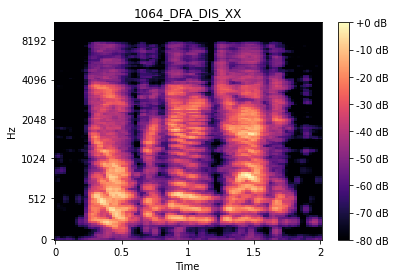 1064_DFA_DIS_XX
8192
4096
2048
1024
512
0
Hz
0
0.5
1
1.5
2
Time
+0 dB
-10 dB
-20 dB
-30 dB
-40 dB
-50 dB
-60 dB
-70 dB
-80 dB